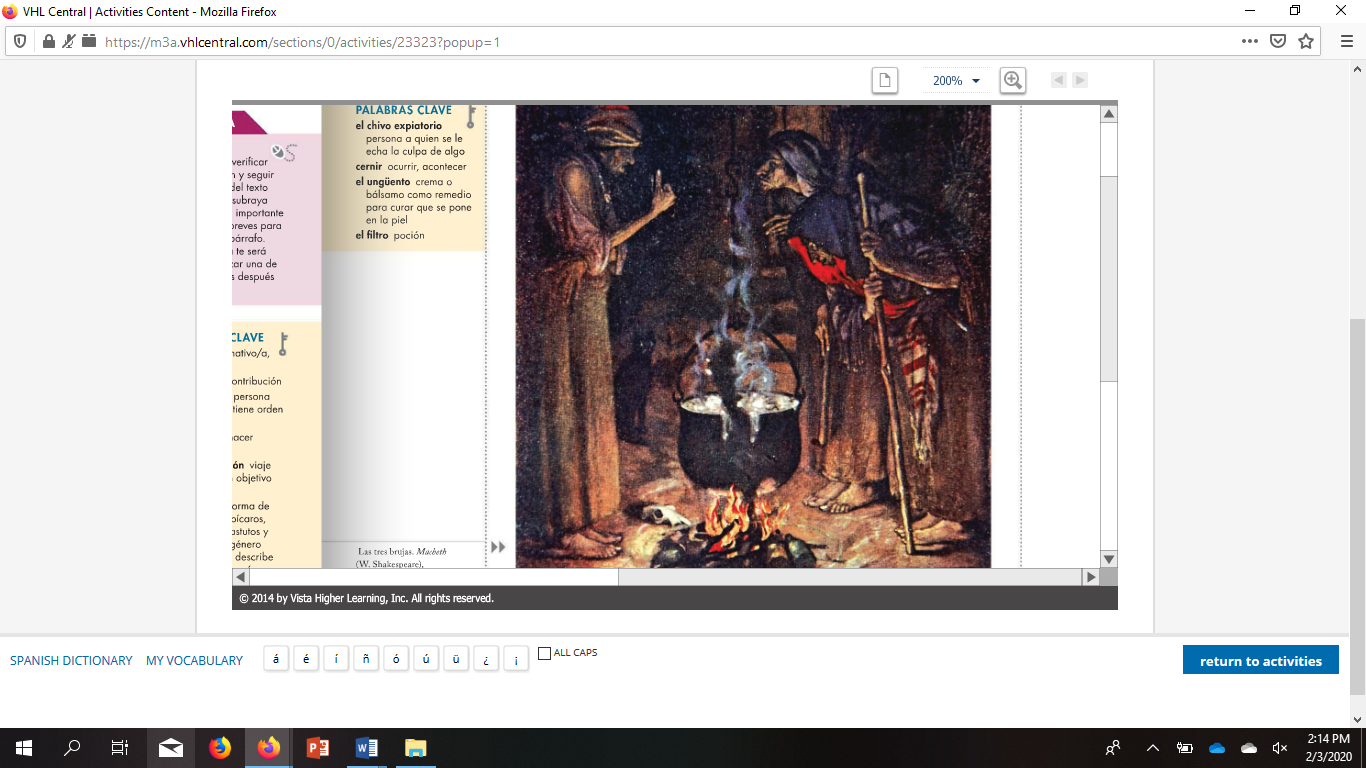 VHL Central | Activities Content - Mozilla Firefox
https://m3a.vhlcentral.com/sections/0/activities/23323?popup=1
200%
A
verificar
n y seguir
del texto
subraya
importante
breves para
párrafo.
te será
car una de
s después
CLAVE
nativo/a,
ontribución
persona
tiene orden
nacer
ón viaje
objetivo
orma de
pícaros,
astutos y
género
describe
PALABRAS CLAVE
el chivo expiatorio
persona a quien se le
echa la culpa de algo
cernir ocurrir, acontecer
el ungüento crema o
bálsamo como remedio
para curar que se pone
en la piel
el filtro poción
Las tres brujas. Macbeth
(W. Shakespeare),
© 2014 by Vista Higher Learning, Inc. All rights reserved.
SPANISH DICTIONARY MY VOCABULARY á é í ñ ó ú ü ¿ ¡ ALL CAPS
return to activities
2:14 PM
2/3/2020